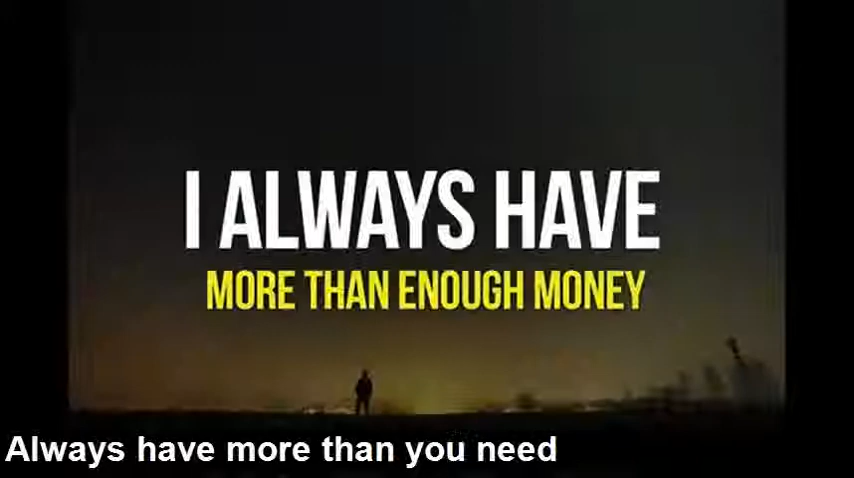 I ALWAYS HAVE
MORE THAN ENOUGH MONEY
Always have more than you need